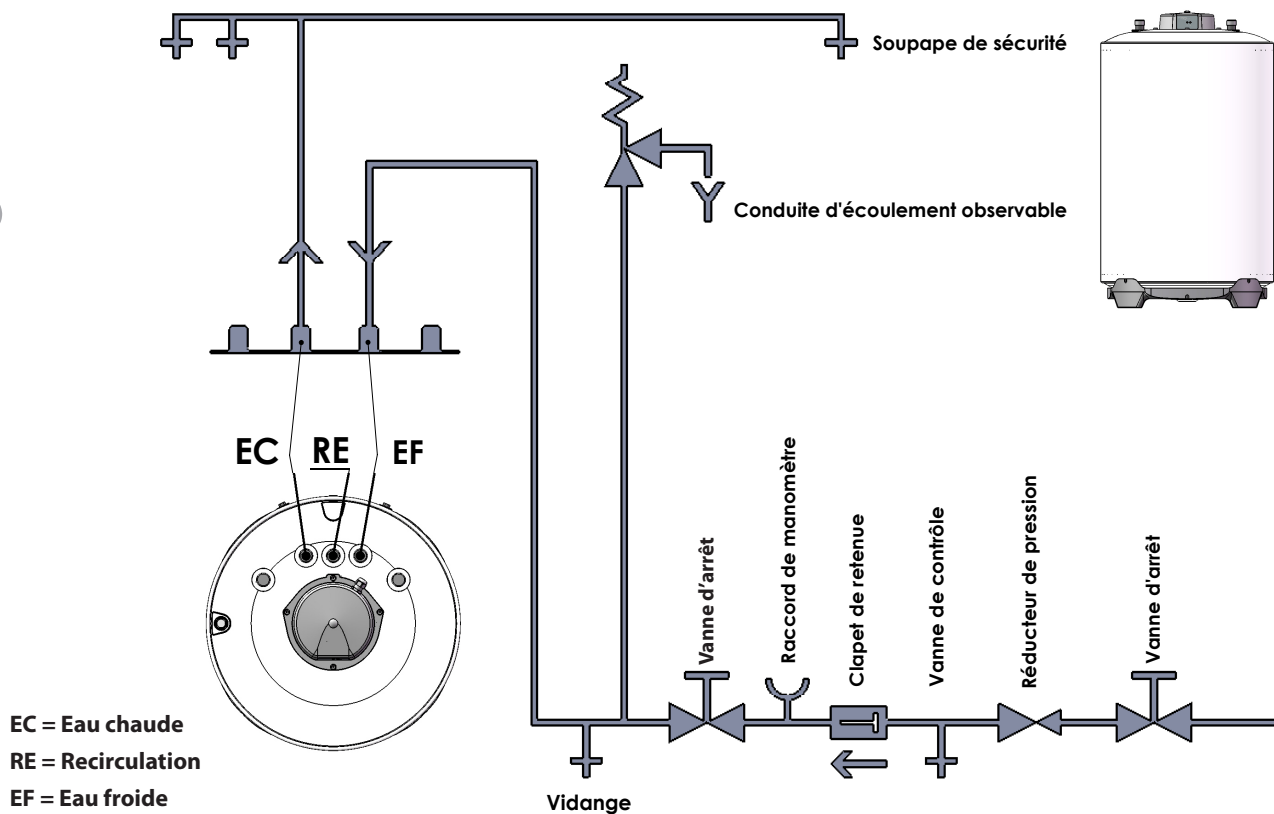 Soupape de sécurité
Conduite d'écoulement observable
EC
RE
EF
Vanne d'arrêt
Raccord de manomètre
Clapet de retenue
Vanne de contrôle
Réducteur de pression
Vanne d'arrêt
EC = Eau chaude
RE = Recirculation
EF = Eau froide
Vidange